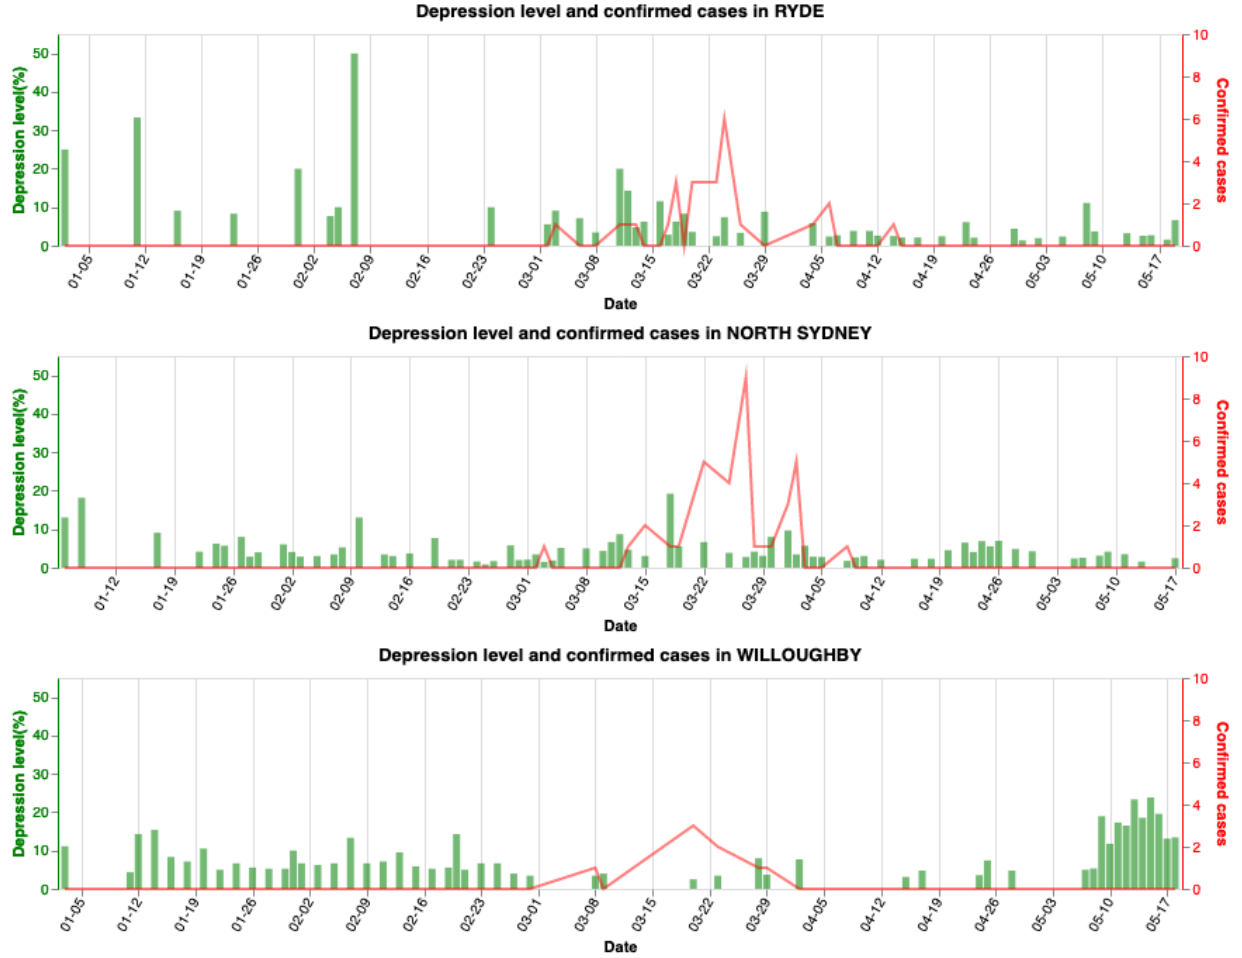 Depression level and confirmed cases in RYDE
Depression level(%)
50
40
30
20
10
0
10
8
6
4
2
0
Confirmed cases
01-05 01-12 01-19 01-26 02-02 02-09 02-16 02-23 03-01 03-08 03-15 03-22 03-29 04-05 04-12 04-19 04-26 05-03 05-10 05-17
Date
Depression level and confirmed cases in NORTH SYDNEY
Depression level(%)
50
40
30
20
10
0
10
8
6
4
2
0
Confirmed cases
01-12 01-19 01-26 02-02 02-09 02-16 02-23 03-01 03-08 03-15 03-22 03-29 04-05 04-12 04-19 04-26 05-03 05-10 05-17
Date
Depression level and confirmed cases in WILLOUGHBY
Depression level(%)
50
40
30
20
10
0
10
8
6
4
2
0
Confirmed cases
01-05 01-12 01-19 01-26 02-02 02-09 02-16 02-23 03-01 03-08 03-15 03-22 03-29 04-05 04-12 04-19 04-26 05-03 05-10 05-17
Date